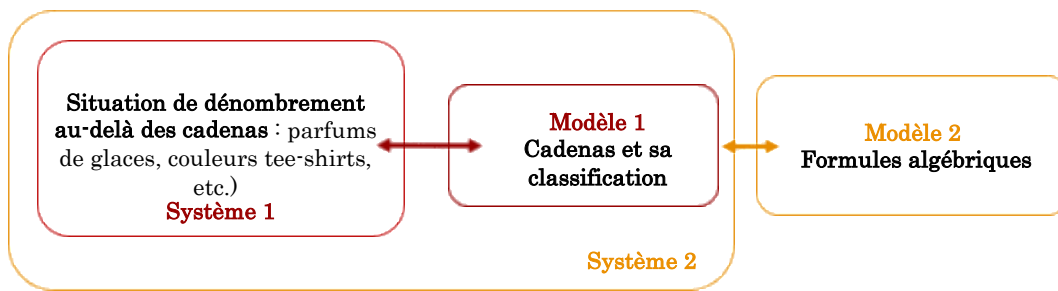 Situation de dénombrement
au-delà des cadenas : parfums
de glaces, couleurs tee-shirts,
etc.)
Système 1
Modèle 1
Cadenas et sa
classification
Système 2
Modèle 2
Formules algébriques